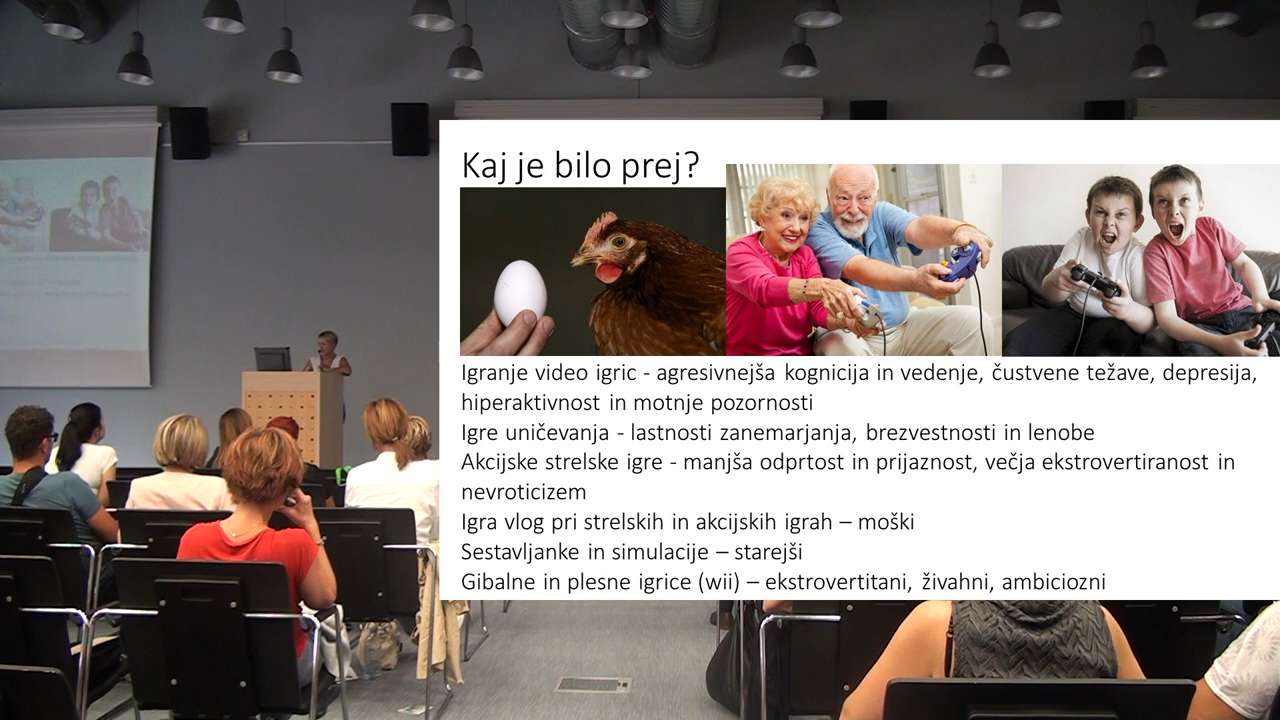 Kaj je bilo prej?
Igranje video igric - agresivnejša kognicija in vedenje, čustvene težave, depresija,
hiperaktivnost in motnje pozornosti
Igre uničevanja - lastnosti zanemarjanja, brezvestnosti in lenobe
Akcijske strelske igre - manjša odprtost in prijaznost, večja ekstrovertiranost in
nevroticizem
Igra vlog pri strelskih in akcijskih igrah – moški
Sestavljanke in simulacije – starejši
Gibalne in plesne igrice (wii) – ekstrovertitani, živahni, ambiciozni